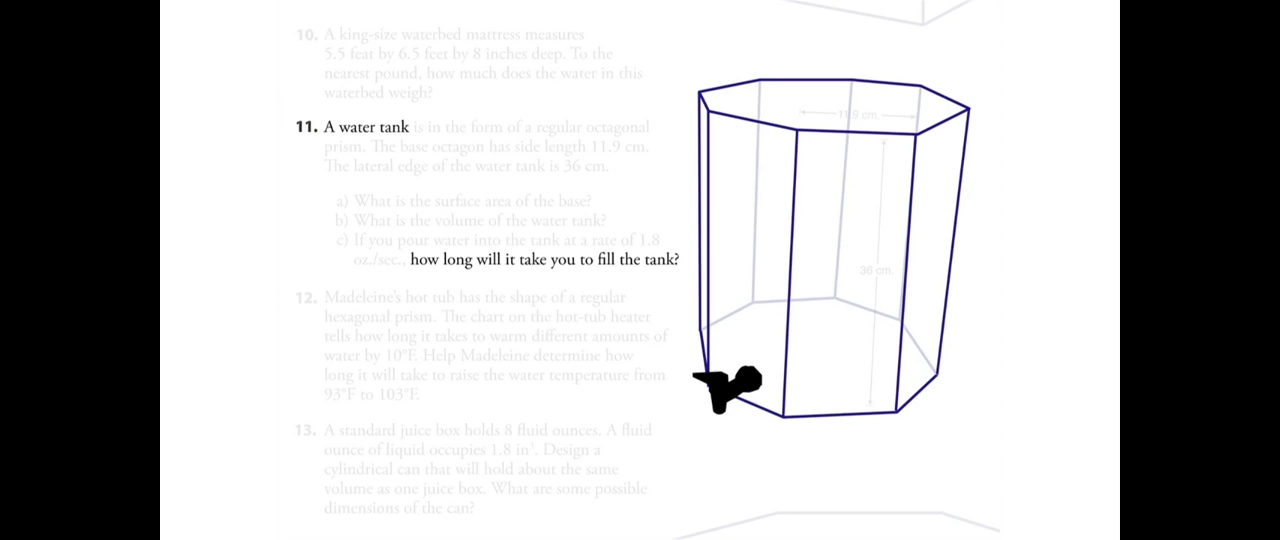 10. A king-size waterbed mattress measures
5.5 feat by 6.5 feet by 8 inches deep. To the
nearest pound, how much does the water in this
waterbed weigh?
11. A water tank is in the form of a regular octagonal
prism. The base octagon has side length 11.9 cm.
The lateral edge of the water tank is 36 cm.
a) What is the surface area of the base?
b) What is the volume of the water tank?
c) If you pour water into the tank at a rate of 1.8
oz./sec., how long will it take you to fill the tank?
12. Madeleine's hot tub has the shape of a regular
hexagonal prism. The chart on the hot-tub heater
tells how long it takes to warm different amounts of
water by 10°F. Help Madeleine determine how
long it will take to raise the water temperature from
93°F to 103°F.
13. A standard juice box holds 8 fluid ounces. A fluid
ounce of liquid occupies 1.8 in³. Design a
cylindrical can that will hold about the same
volume as one juice box. What are some possible
dimensions of the can?
11.9 cm.
36 cm.